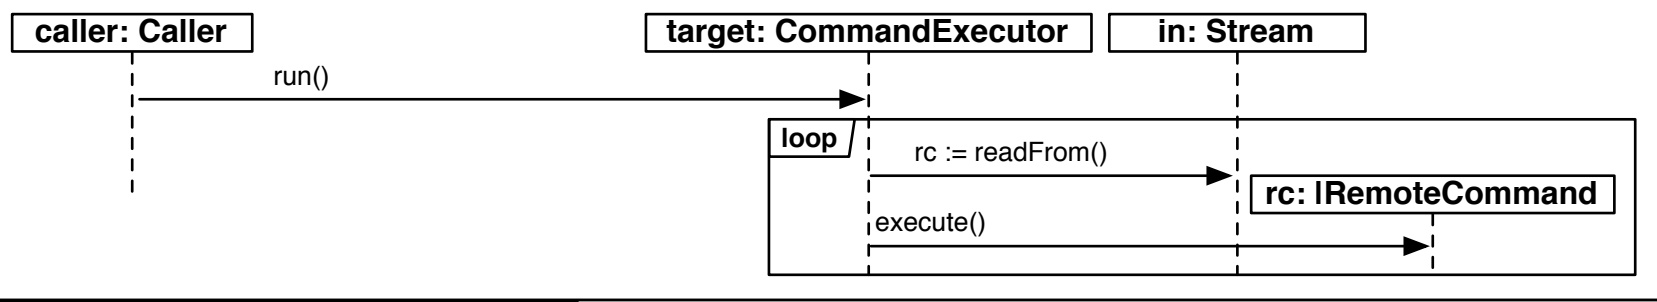 caller: Caller
target: CommandExecutor
in: Stream
run()
loop
rc := readFrom()
rc: IRemoteCommand
execute()